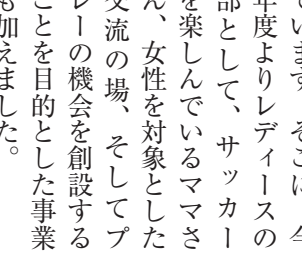 ています。そこに、今
年度よりレディースの
部として、サッカー
を楽しんでいるママさ
ん、女性を対象とした
交流の場、そしてプ
レーの機会を創設する
ことを目的とした事業
も加えました。